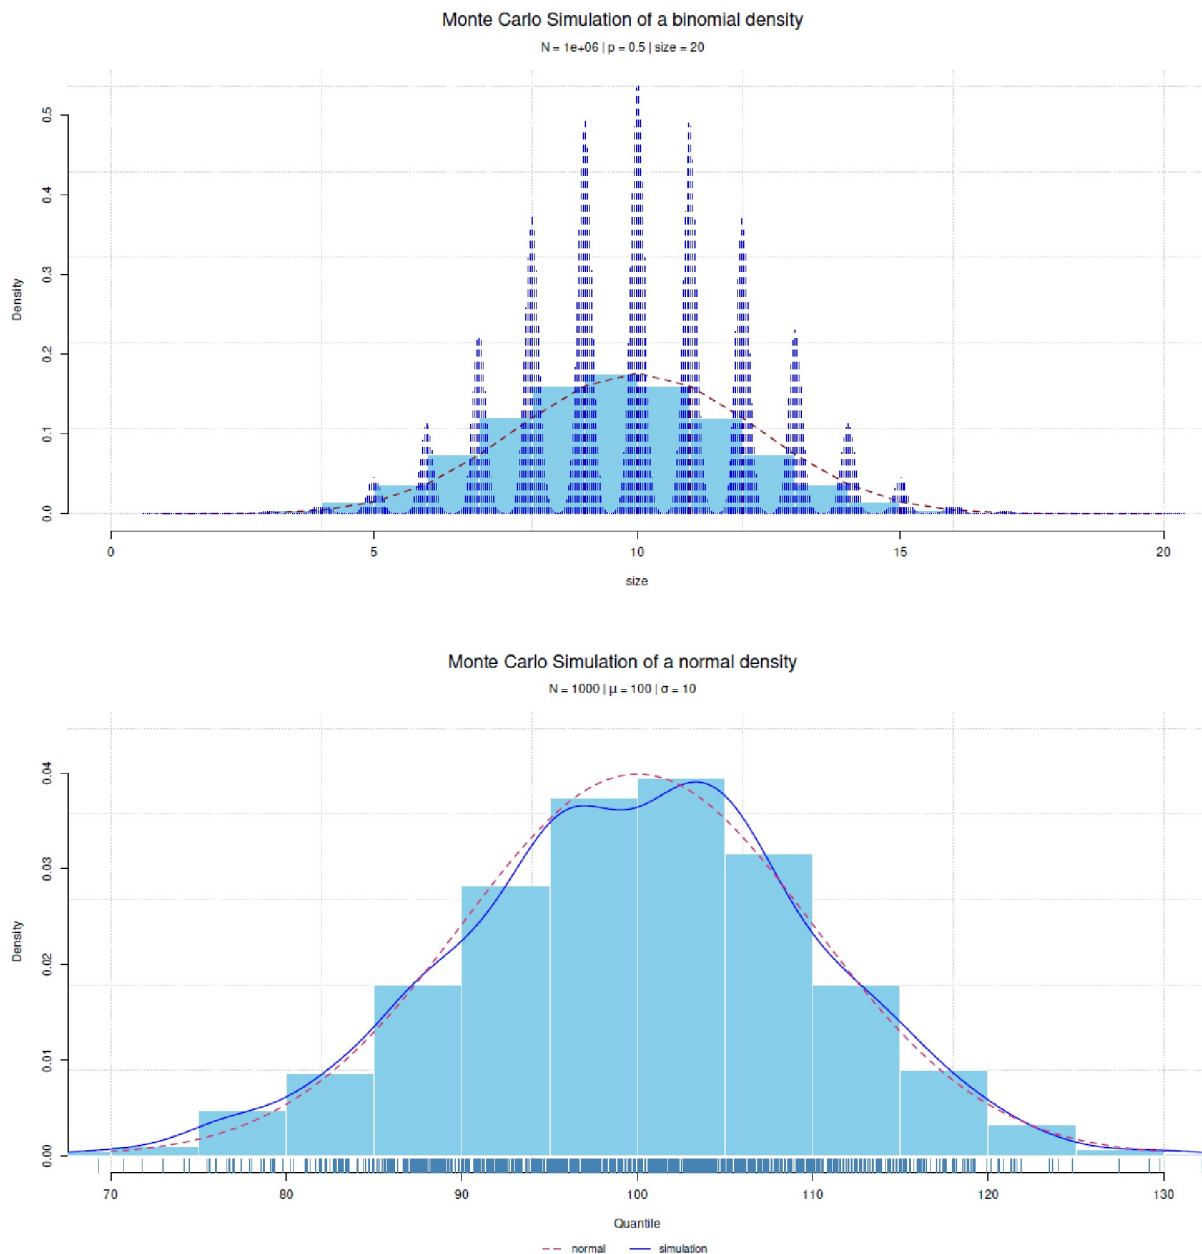 Monte Carlo Simulation of a binomial density
N = 1e+06 | p = 0.5 | size = 20
0.5
0.4
0.3
0.2
0.1
0.0
Density
0 5 10 15 20
size
Monte Carlo Simulation of a normal density
N = 1000 | μ = 100 | σ = 10
0.04
0.03
0.02
0.01
0.00
Density
70 80 90 100 110 120 130
Quantile
normal simulation